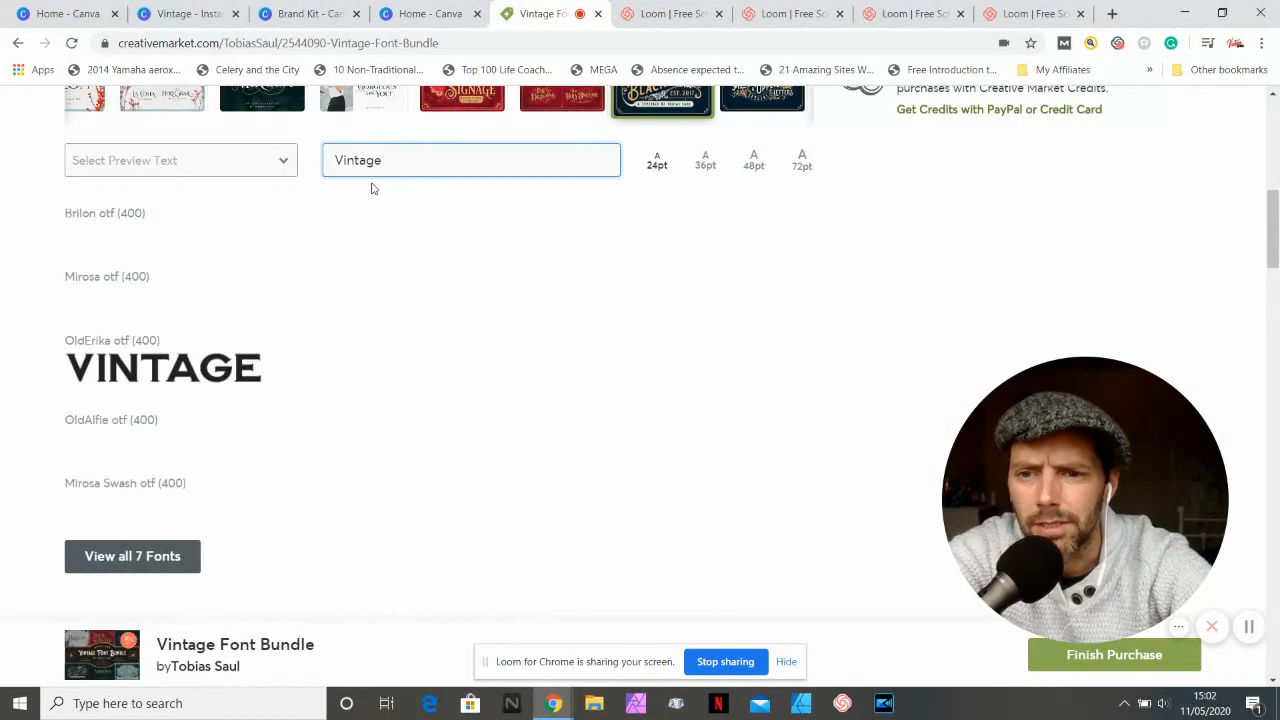 C Insta
C Brand Kit - Can
C Home - Canva
Vintage Fo
Loom | Free Sc
Loom | Free Sc
Loom | Free Sc
Loom | Free Sc
creativemarket.com/TobiasSaul/2544090-Vintage-Font-Bundle
Apps
2014 Yamaha aerox...
Celery and the City
10 Non-Traditional...
Top 100 Life Coach...
MEGA
Absence expected t...
21 Amazing Sites W...
Free Introduction t...
»
My Affiliates
Other bookmarks
SIGNAGE
EST. 2017
purchases with Creative Market Credits.
Get Credits with PayPal or Credit Card
Select Preview Text
Vintage
A
24pt
A
36pt
A
48pt
A
72pt
Brilon otf (400)
Mirosa otf (400)
OldErika otf (400)
VINTAGE
OldAlfie otf (400)
Mirosa Swash otf (400)
View all 7 Fonts
VINTAGE FONT BUNDLE
Vintage Font Bundle
byTobias Saul
Loom for Chrome is sharing your screen.
Stop sharing
Hide
Finish Purchase
Type here to search
15:02
11/05/2020